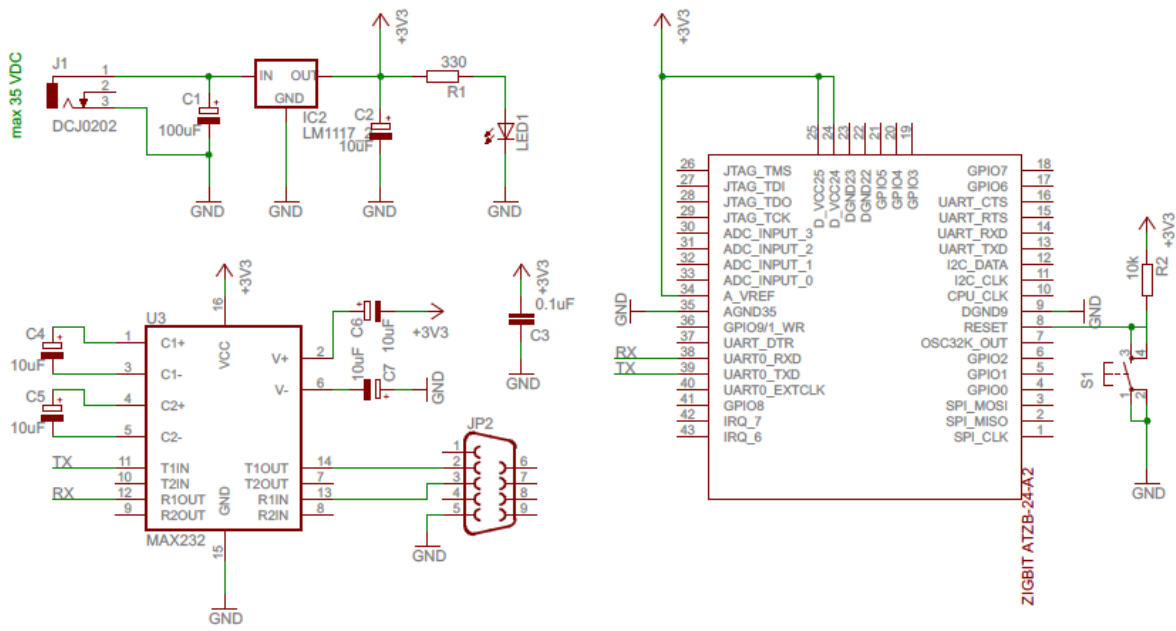 max 35 VDC
J1
1
2
3
DCJ0202
C1
+
100uF
GND
IN
OUT
GND
IC2
LM1117_2
GND
+3V3
C2
+
10uF
GND
330
R1
LED1
GND
+3V3
16
U3
C4
+
10uF
1
C1+
3
C1-
C5
+
10uF
4
C2+
5
C2-
VCC
V+
2
V-
6
C6
+
10uF
+3V3
10uF
C7
+
GND
TX
11
T1IN
10
T2IN
RX
12
R1OUT
9
R2OUT
GND
T1OUT
14
T2OUT
7
R1IN
13
R2IN
8
MAX232
15
GND
+3V3
0.1uF
C3
GND
JP2
1
2
3
4
5
6
7
8
9
GND
+3V3
25
24
23
22
21
20
19
D_VCC25
D_VCC24
DGND23
DGND22
GPIO5
GPIO4
GPIO3
26 JTAG_TMS
27 JTAG_TDI
28 JTAG_TDO
29 JTAG_TCK
30 ADC_INPUT_3
31 ADC_INPUT_2
32 ADC_INPUT_1
33 ADC_INPUT_0
34 A_VREF
GND
35 AGND35
36 GPIO9/1_WR
37 UART_DTR
RX
38 UART0_RXD
TX
39 UART0_TXD
40 UART0_EXTCLK
41 GPIO8
42 IRQ_7
43 IRQ_6
GPIO7 18
GPIO6 17
UART_CTS 16
UART_RTS 15
UART_RXD 14
UART_TXD 13
I2C_DATA 12
I2C_CLK 11
CPU_CLK 10
DGND9 9
GND
RESET 8
OSC32K_OUT 7
GPIO2 6
GPIO1 5
GPIO0 4
SPI_MOSI 3
SPI_MISO 2
SPI_CLK 1
+3V3
10k
R2
S1
3
4
1
2
GND
ZIGBIT ATZB-24-A2